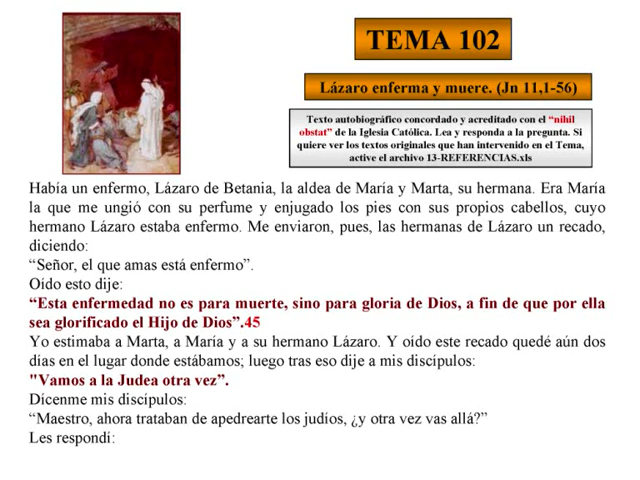 TEMA 102
Lázaro enferma y muere. (Jn 11,1-56)
Texto autobiográfico concordado y acreditado con el “nihil
obstat” de la Iglesia Católica. Lea y responda a la pregunta. Si
quiere ver los textos originales que han intervenido en el Tema,
active el archivo 13-REFERENCIAS.xls
Había un enfermo, Lázaro de Betania, la aldea de María y Marta, su hermana. Era María
la que me ungió con su perfume y enjugado los pies con sus propios cabellos, cuyo
hermano Lázaro estaba enfermo. Me enviaron, pues, las hermanas de Lázaro un recado,
diciendo:
“Señor, el que amas está enfermo”.
Oído esto dije:
“Esta enfermedad no es para muerte, sino para gloria de Dios, a fin de que por ella
sea glorificado el Hijo de Dios”.45
Yo estimaba a Marta, a María y a su hermano Lázaro. Y oído este recado quedé aún dos
días en el lugar donde estábamos; luego tras eso dije a mis discípulos:
"Vamos a la Judea otra vez”.
Dícenme mis discípulos:
“Maestro, ahora trataban de apedrearte los judíos, ¿y otra vez vas allá?”
Les respondí: